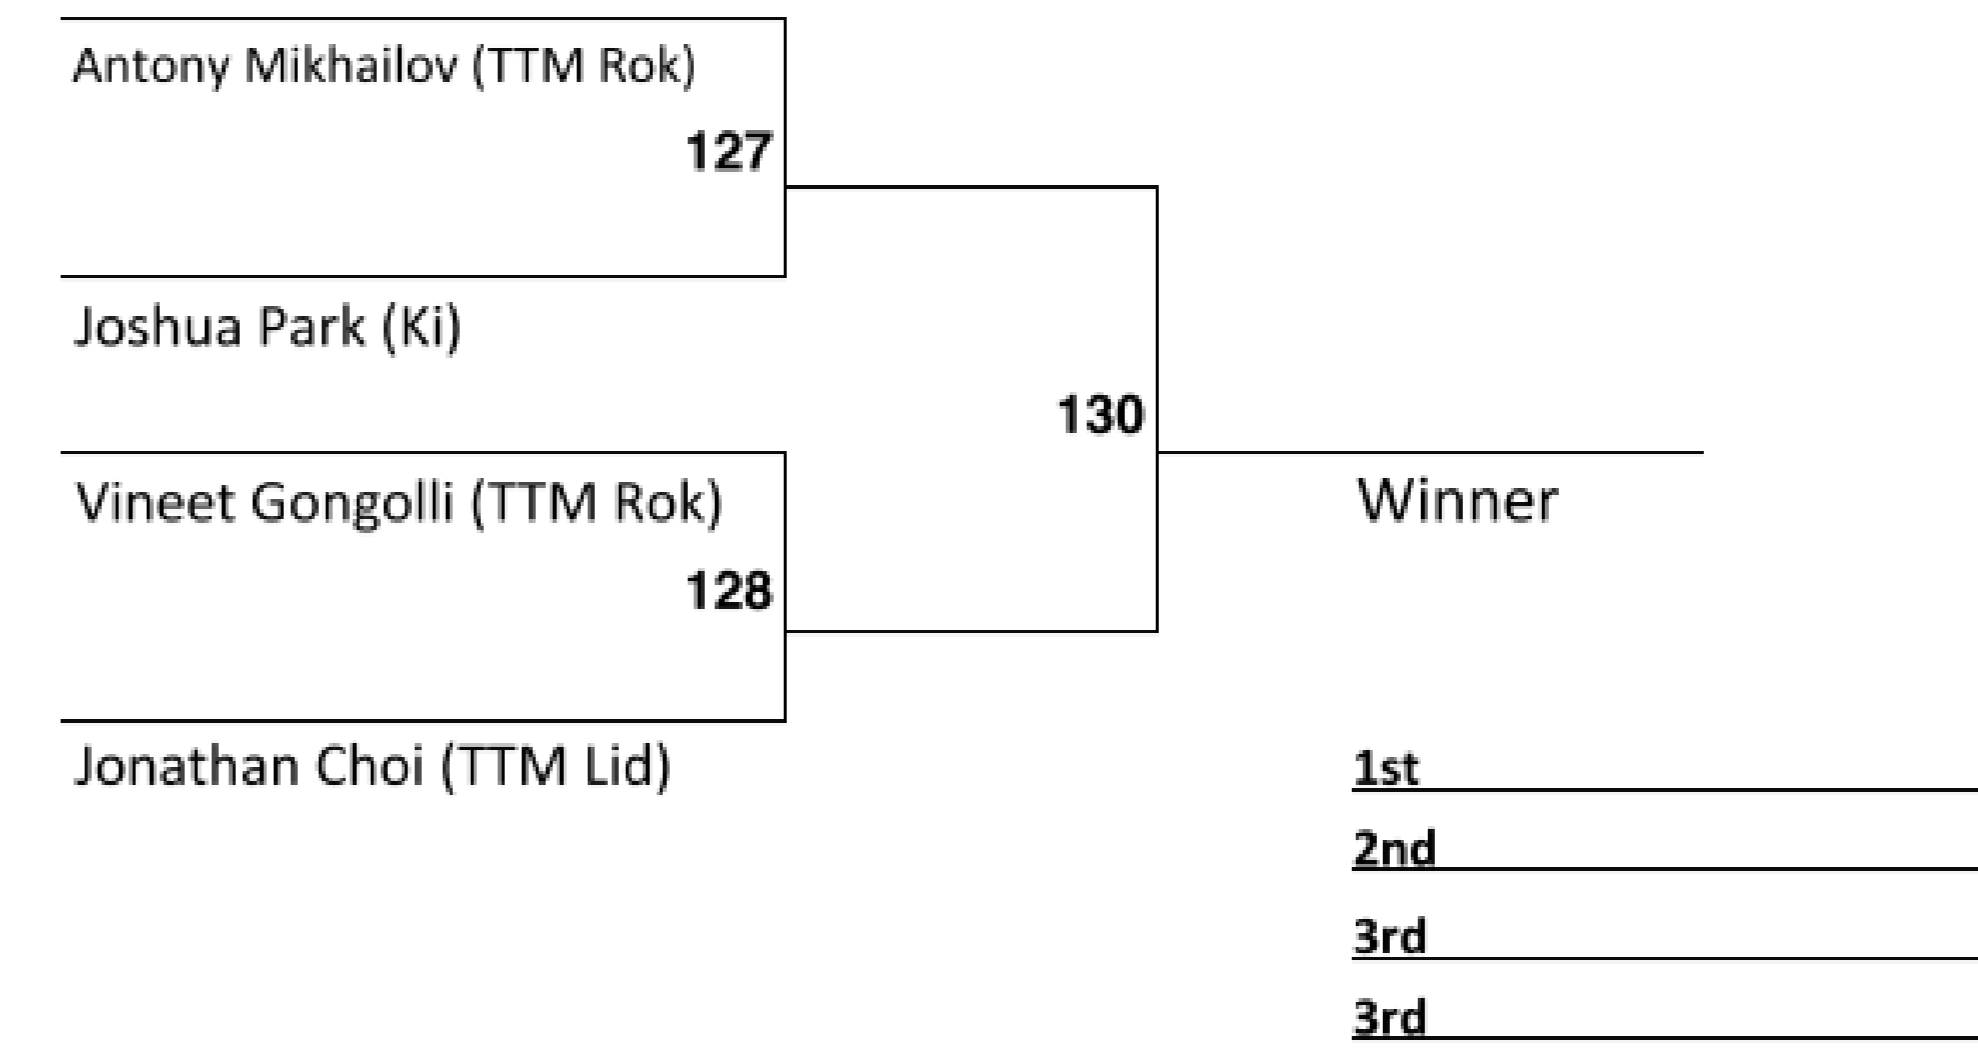 Antony Mikhailov (TTM Rok)
127
Joshua Park (Ki)
130
Vineet Gongolli (TTM Rok)
Winner
128
Jonathan Choi (TTM Lid)
1st
2nd
3rd
3rd